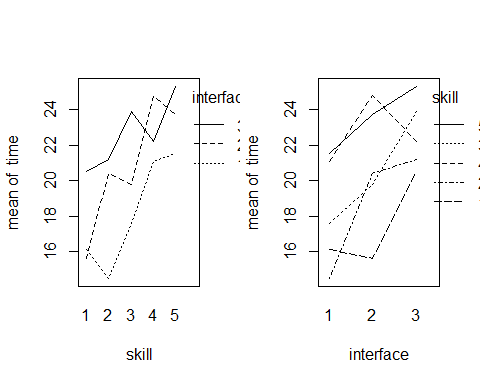 mean of time
24
22
20
18
16
1 2 3 4 5
skill
interfac
mean of time
24
22
20
18
16
1 2 3
interface
skill